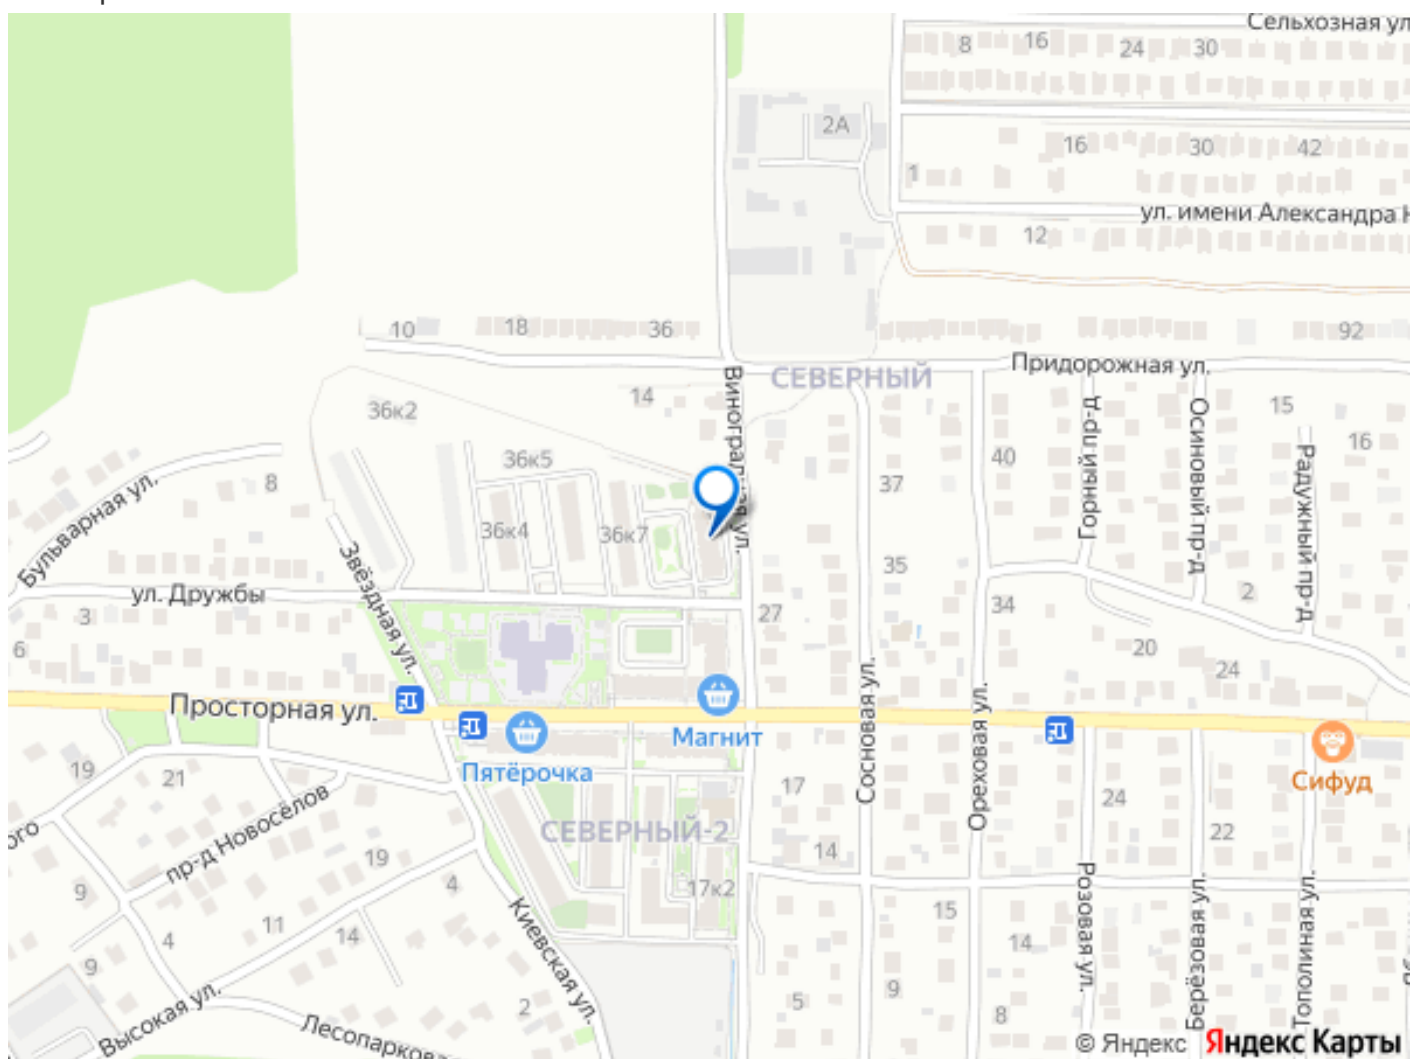 Сельхозная ул
8
16
24
30
2А
16
30
42
1
ул. имени Александра Н
12
10
18
36
92
Придорожная ул.
СЕВЕРНЫЙ
Виноградная ул.
14
36к2
15
16
Горный пр-д
Осиновый пр-д
Радужный пр-д
36к5
40
37
8
Бульварная ул.
36к4
36к7
Звёздная ул.
35
ул. Дружбы
2
3
27
34
6
20
24
Сосновая ул.
Ореховая ул.
Просторная ул.
Магнит
Пятёрочка
Сифуд
19
21
17
24
пр-д Новосёлов
ого
СЕВЕРНЫЙ-2
22
19
14
4
9
17к2
Розовая ул.
Берёзовая ул.
Тополиная ул.
11
15
4
14
14
Киевская ул.
9
9
5
2
8
Высокая ул.
Лесопаркова
© Яндекс Яндекс Карты